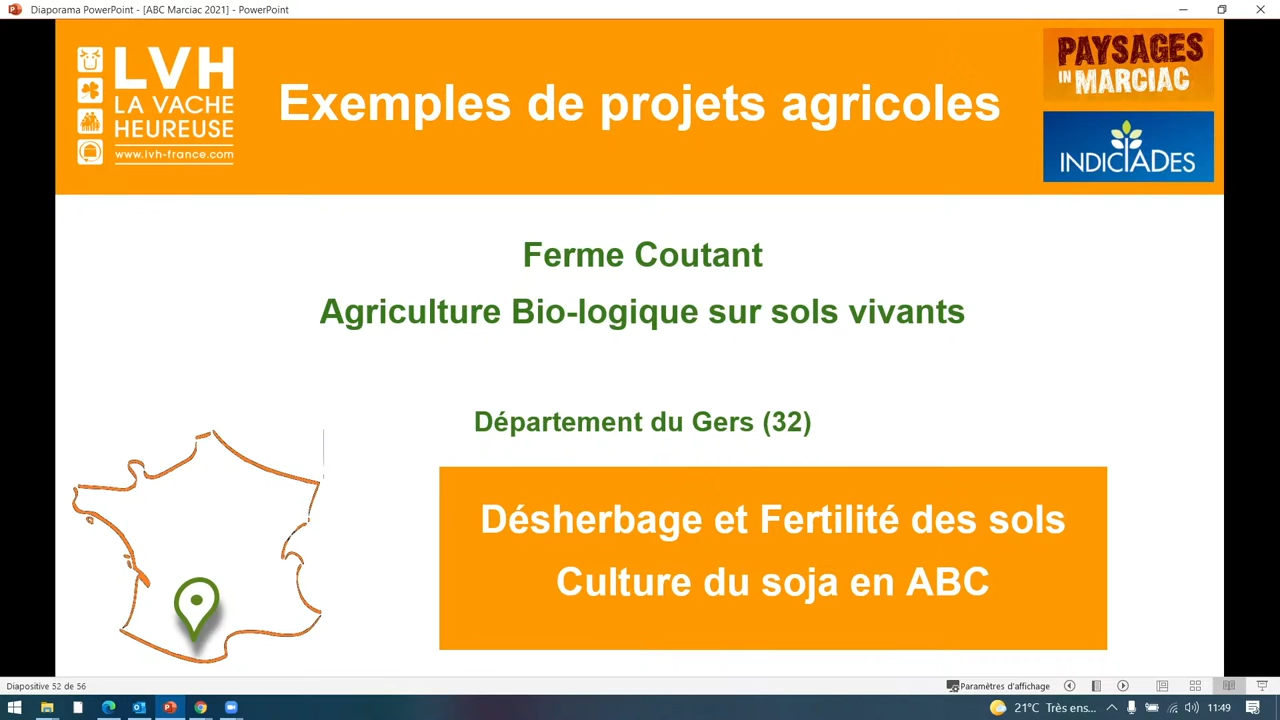 Diaporama PowerPoint - [ABC Marciac 2021] - PowerPoint
LVH
LA VACHE
HEUREUSE
www.lvh-france.com
Exemples de projets agricoles
PAYSAGES
IN MARCIAC
INDICIADES
Ferme Coutant
Agriculture Bio-logique sur sols vivants
Département du Gers (32)
Désherbage et Fertilité des sols
Culture du soja en ABC
Diapositive 52 de 56
Paramètres d'affichage
21°C Très ens...
11:49